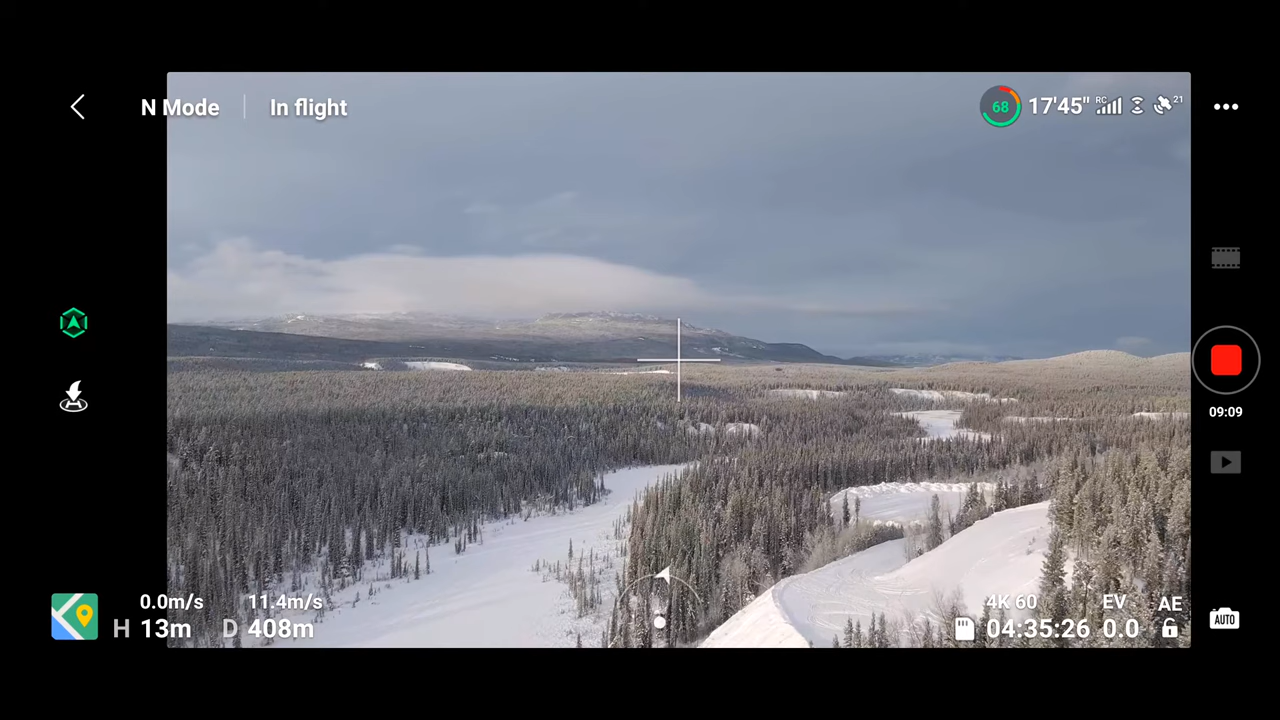 N Mode | In flight
68 17'45" RC 21
09:09
0.0m/s 11.4m/s
H 13m D 408m
4K 60 EV AE
04:35:26 0.0
AUTO